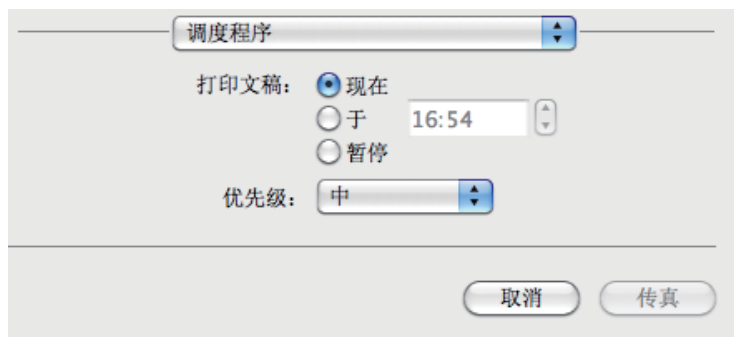 调度程序
打印文稿： 现在
于 16:54
暂停
优先级： 中
取消 传真